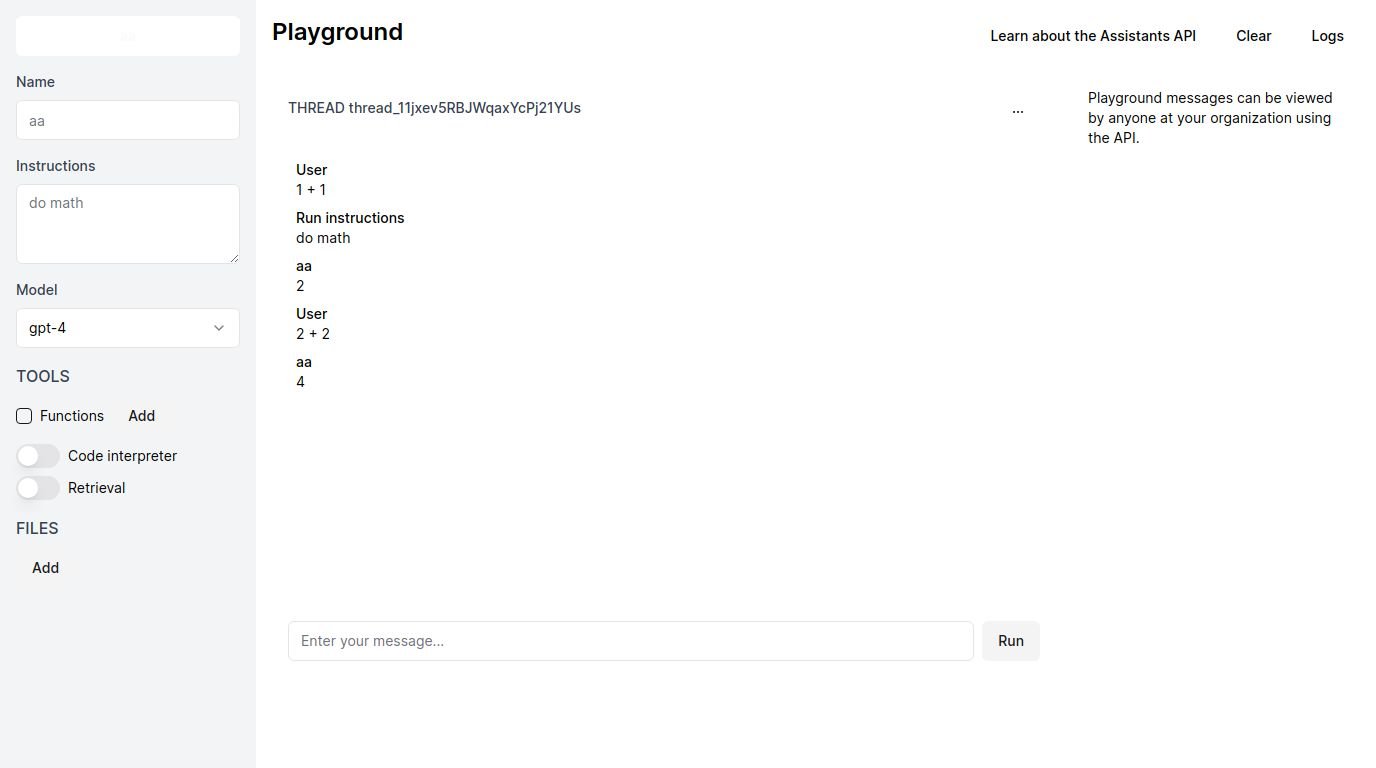 aa
Name
aa
Instructions
do math
Model
gpt-4
TOOLS
Functions Add
Code interpreter
Retrieval
FILES
Add
Playground
Learn about the Assistants API Clear Logs
THREAD thread_11jxev5RBJWqaxYcPj21YUs
...
User
1 + 1
Run instructions
do math
aa
2
User
2 + 2
aa
4
Enter your message...
Run
Playground messages can be viewed
by anyone at your organization using
the API.